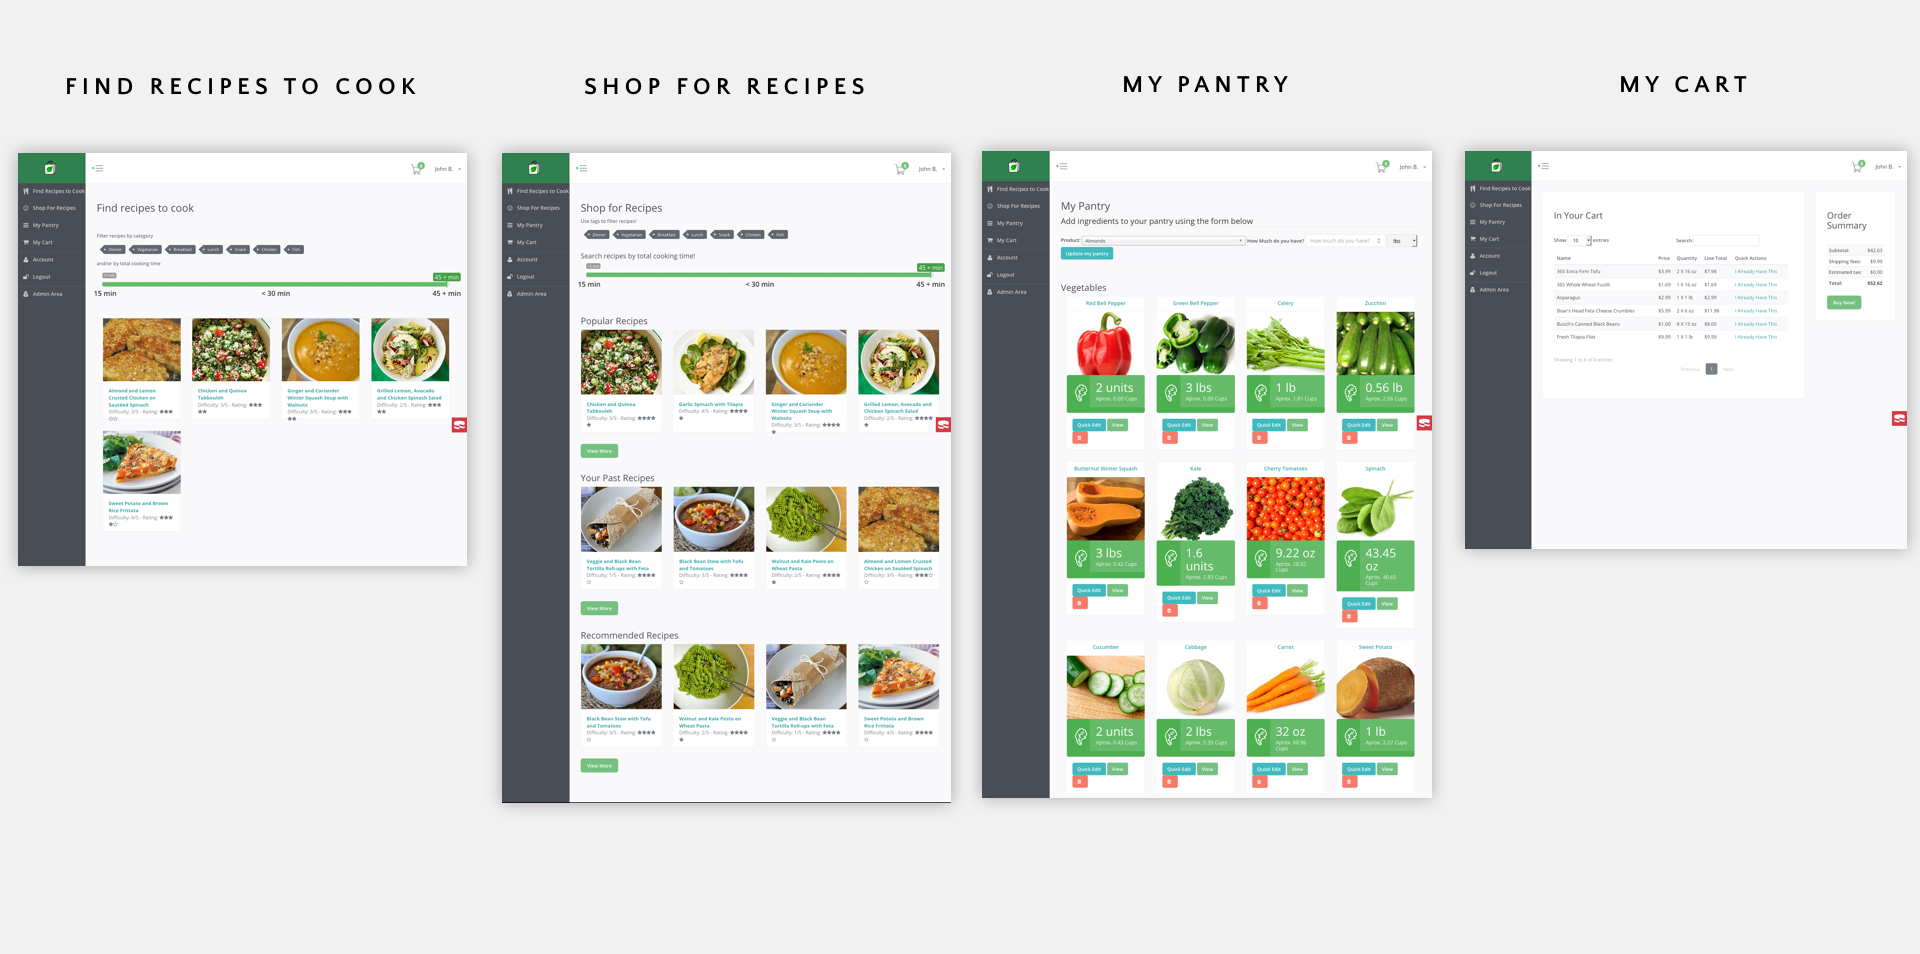 FIND RECIPES TO COOK
John B.
Find Recipes to Cook
Shop For Recipes
My Pantry
My Cart
Account
Logout
Admin Area
Find recipes to cook
Filter recipes by category
Dinner Vegetarian Breakfast Lunch Snack Chicken Fish
and/or by total cooking time
45 + min
15 min < 30 min 45 + min
Almond and Lemon
Crusted Chicken on
Sautéed Spinach
Difficulty: 3/5 - Rating: ★★★
☆☆
Chicken and Quinoa
Tabbouleh
Difficulty: 3/5 - Rating: ★★★
★★
Ginger and Coriander
Winter Squash Soup with
Walnuts
Difficulty: 3/5 - Rating: ★★★
★★
Grilled Lemon, Avocado
and Chicken Spinach Salad
Difficulty: 2/5 - Rating: ★★★
★★
Sweet Potato and Brown
Rice Frittata
Difficulty: 4/5 - Rating: ★★★
★☆
SHOP FOR RECIPES
John B.
Find Recipes to Cook
Shop For Recipes
My Pantry
My Cart
Account
Logout
Admin Area
Shop for Recipes
Use tags to filter recipes!
Dinner Vegetarian Breakfast Lunch Snack Chicken Fish
Search recipes by total cooking time!
45 + min
15 min < 30 min 45 + min
Popular Recipes
Chicken and Quinoa
Tabbouleh
Difficulty: 3/5 - Rating: ★★★★
★
Garlic Spinach with Tilapia
Difficulty: 4/5 - Rating: ★★★★
★
Ginger and Coriander
Winter Squash Soup with
Walnuts
Difficulty: 3/5 - Rating: ★★★★
★
Grilled Lemon, Avocado and
Chicken Spinach Salad
Difficulty: 2/5 - Rating: ★★★★
★
View More
Your Past Recipes
Veggie and Black Bean
Tortilla Roll-ups with Feta
Difficulty: 1/5 - Rating: ★★★★
☆
Black Bean Stew with Tofu
and Tomatoes
Difficulty: 3/5 - Rating: ★★★★
☆
Walnut and Kale Pesto on
Wheat Pasta
Difficulty: 2/5 - Rating: ★★★★
★
Almond and Lemon Crusted
Chicken on Sautéed Spinach
Difficulty: 3/5 - Rating: ★★★☆
☆
View More
Recommended Recipes
Black Bean Stew with Tofu
and Tomatoes
Difficulty: 3/5 - Rating: ★★★★
☆
Walnut and Kale Pesto on
Wheat Pasta
Difficulty: 2/5 - Rating: ★★★★
★
Veggie and Black Bean
Tortilla Roll-ups with Feta
Difficulty: 1/5 - Rating: ★★★★
☆
Sweet Potato and Brown
Rice Frittata
Difficulty: 4/5 - Rating: ★★★★
☆
View More
MY PANTRY
John B.
Find Recipes to Cook
Shop For Recipes
My Pantry
My Cart
Account
Logout
Admin Area
My Pantry
Add ingredients to your pantry using the form below
Product Almonds How Much do you have? How much do you have? lbs
Update my pantry
Vegetables
Red Bell Pepper
2 units
Aprox. 0.00 Cups
Quick Edit View
Green Bell Pepper
3 lbs
Aprox. 0.00 Cups
Quick Edit View
Celery
1 lb
Aprox. 1.81 Cups
Quick Edit View
Zucchini
0.56 lb
Aprox. 2.06 Cups
Quick Edit View
Butternut Winter Squash
3 lbs
Aprox. 0.42 Cups
Quick Edit View
Kale
1.6
units
Aprox. 2.83 Cups
Quick Edit View
Cherry Tomatoes
9.22 oz
Aprox. 28.02
Cups
Quick Edit View
Spinach
43.45
oz
Aprox. 40.65
Cups
Quick Edit View
Cucumber
2 units
Aprox. 0.43 Cups
Quick Edit View
Cabbage
2 lbs
Aprox. 5.35 Cups
Quick Edit View
Carrot
32 oz
Aprox. 60.96
Cups
Quick Edit View
Sweet Potato
1 lb
Aprox. 2.27 Cups
Quick Edit View
MY CART
John B.
Find Recipes to Cook
Shop For Recipes
My Pantry
My Cart
Account
Logout
Admin Area
In Your Cart
Show 10 entries Search:
Name Price Quantity Line Total Quick Actions
365 Extra Firm Tofu $3.99 2 X 16 oz $7.98 I Already Have This
365 Whole Wheat Fusilli $1.69 1 X 16 oz $1.69 I Already Have This
Asparagus $2.99 1 X 1 lb $2.99 I Already Have This
Boar's Head Feta Cheese Crumbles $5.99 2 X 6 oz $11.98 I Already Have This
Busch's Canned Black Beans $1.00 8 X 15 oz $8.00 I Already Have This
Fresh Tilapia Filet $9.99 1 X 1 lb $9.99 I Already Have This
Showing 1 to 6 of 6 entries
Previous 1 Next
Order
Summary
Subtotal: $42.63
Shipping fees: $9.99
Estimated tax: $0.00
Total: $52.62
Buy Now!